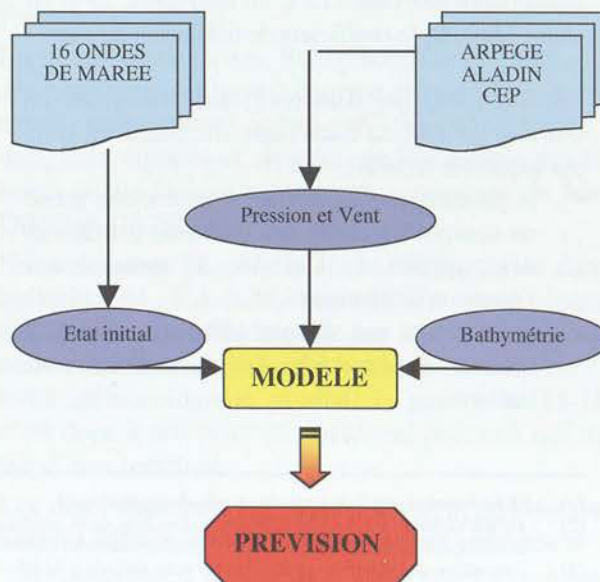 16 ONDES
DE MAREE
ARPEGE
ALADIN
CEP
Pression et Vent
Etat initial
Bathymétrie
MODELE
PREVISION